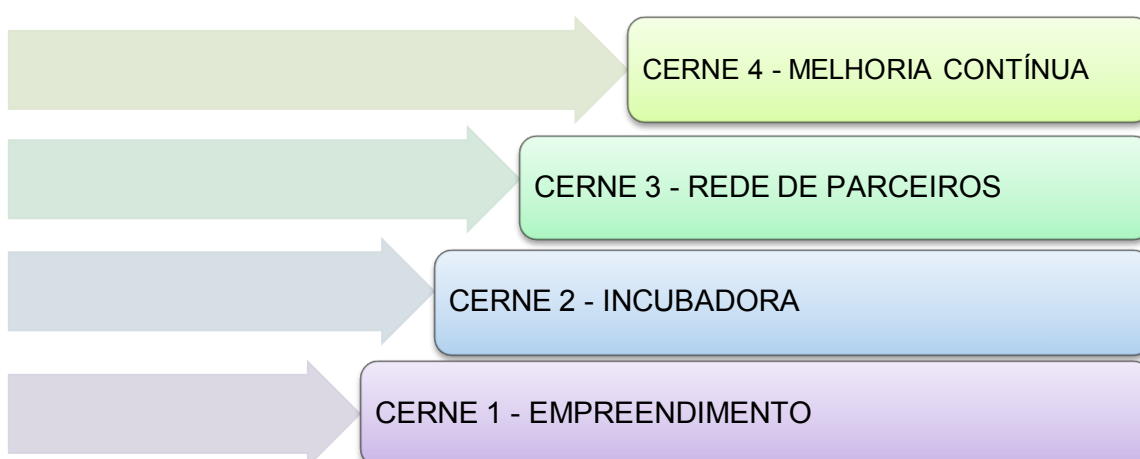 CERNE 4 - MELHORIA CONTÍNUA
CERNE 3 - REDE DE PARCEIROS
CERNE 2 - INCUBADORA
CERNE 1 - EMPREENDIMENTO